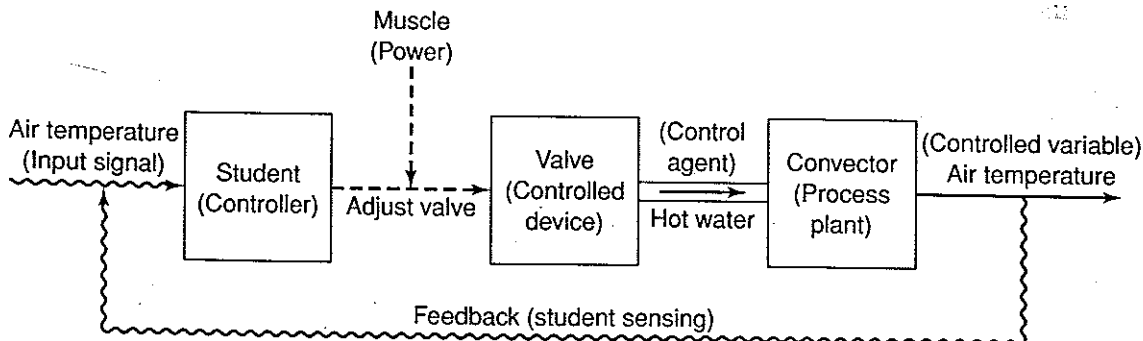 Muscle
(Power)
Air temperature
(Input signal)
Student
(Controller)
Adjust valve
Valve
(Controlled
device)
(Control
agent)
Hot water
Convector
(Process
plant)
(Controlled variable)
Air temperature
Feedback (student sensing)